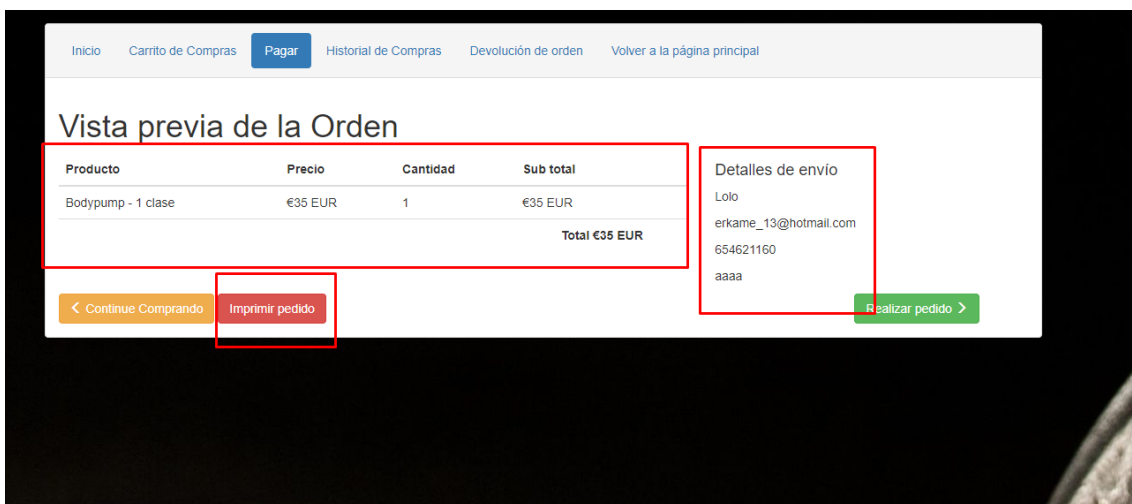 Inicio Carrito de Compras Pagar Historial de Compras Devolución de orden Volver a la página principal
Vista previa de la Orden
Producto Precio Cantidad Sub total
Bodypump - 1 clase €35 EUR 1 €35 EUR
Total €35 EUR
Detalles de envío
Lolo
erkame_13@hotmail.com
654621160
aaaa
Continue Comprando Imprimir pedido Realizar pedido